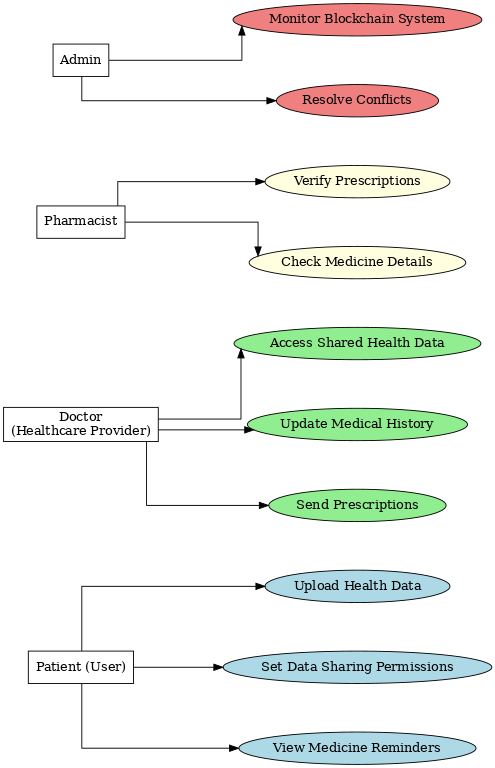 Monitor Blockchain System
Admin
Resolve Conflicts
Verify Prescriptions
Pharmacist
Check Medicine Details
Access Shared Health Data
Doctor
(Healthcare Provider)
Update Medical History
Send Prescriptions
Upload Health Data
Patient (User)
Set Data Sharing Permissions
View Medicine Reminders